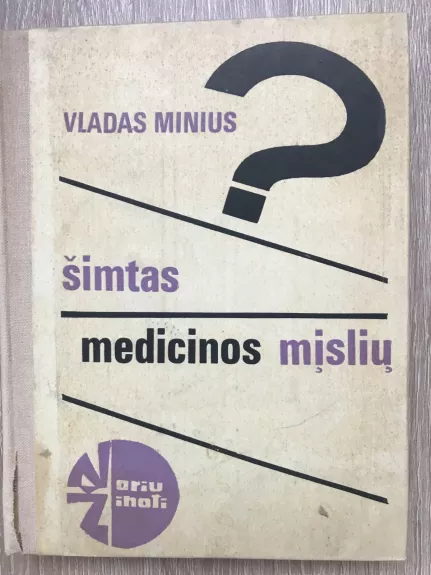 VLADAS MINIUS
?
šimtas
medicinos mįslių
Noriu
Žinoti